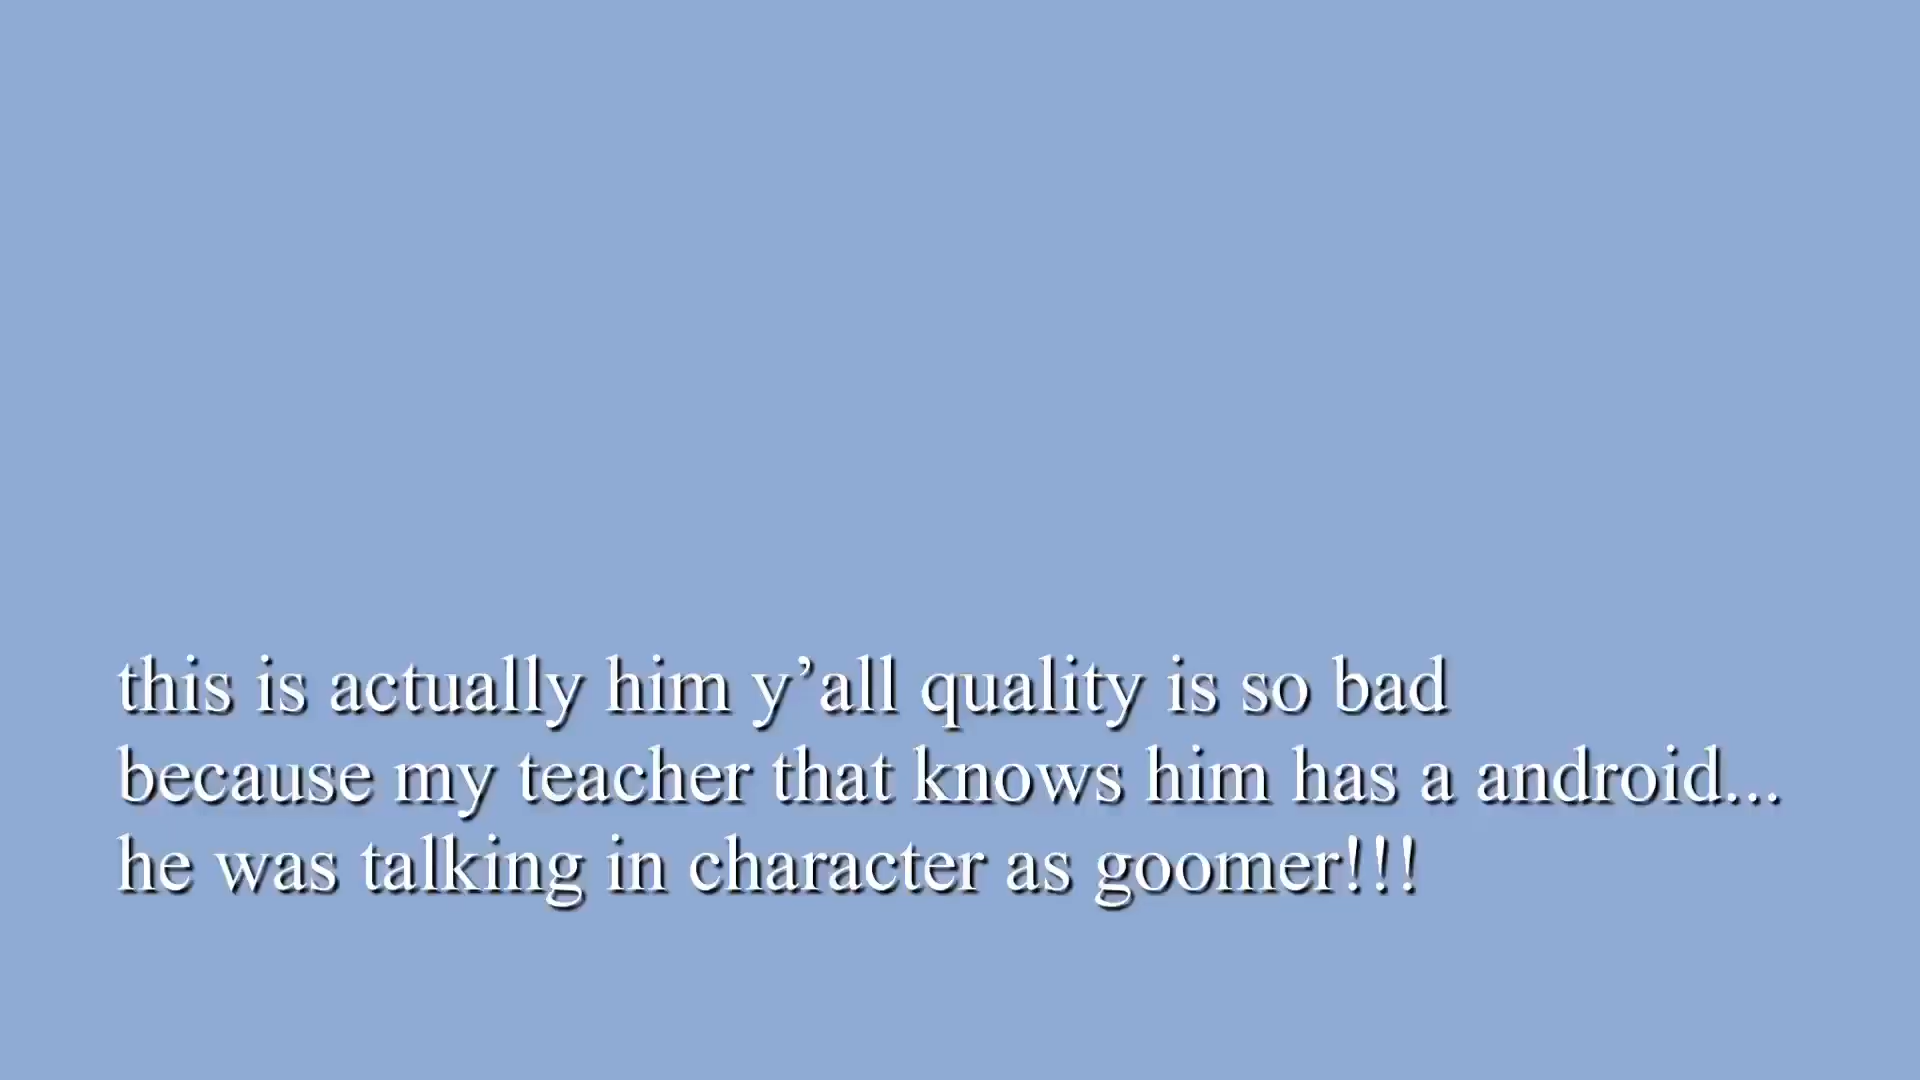 this is actually him y’all quality is so bad
because my teacher that knows him has a android...
he was talking in character as goomer!!!